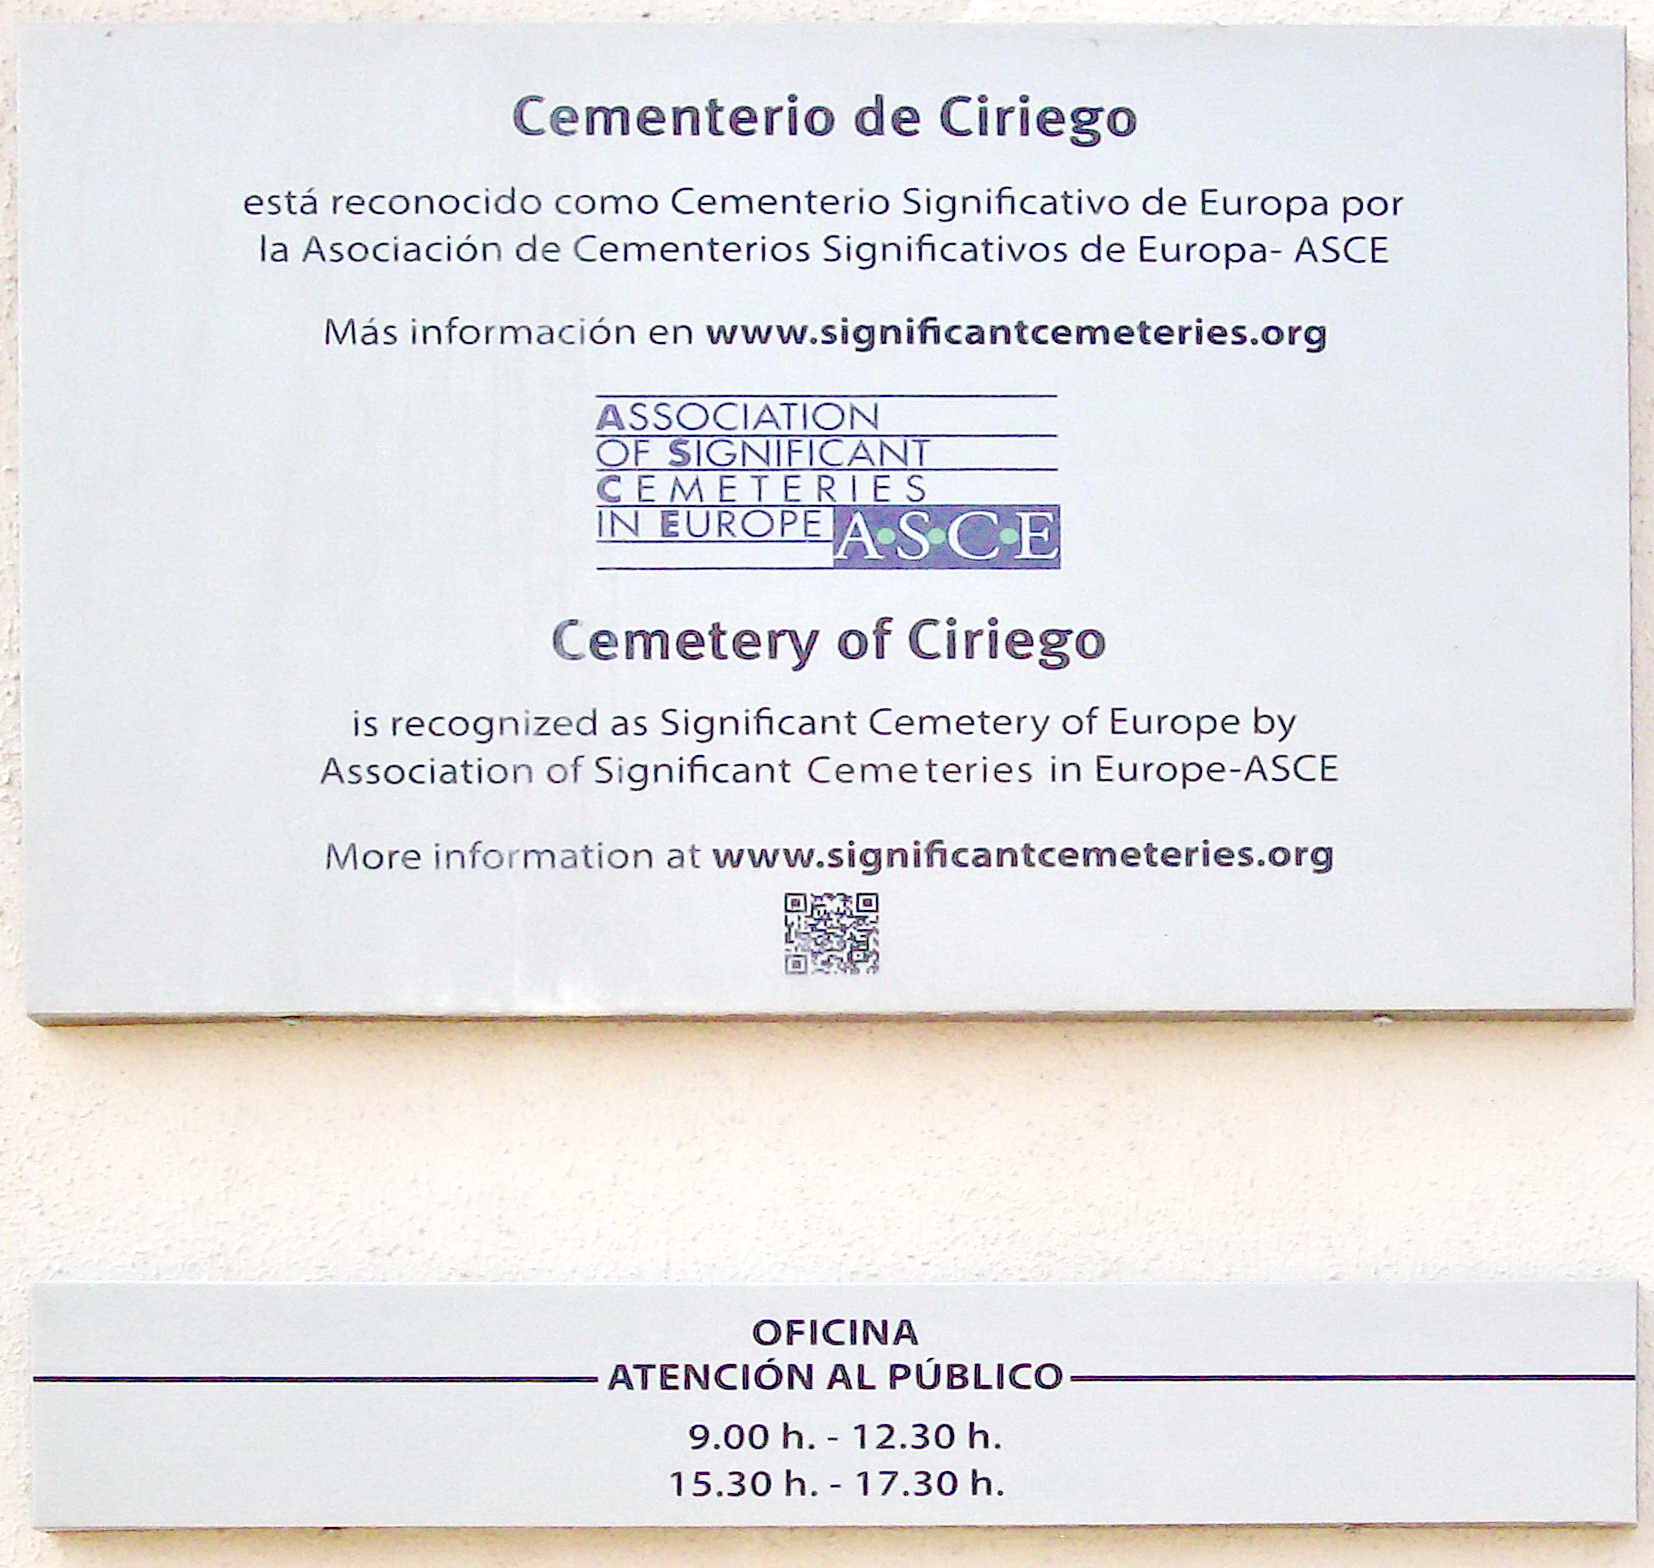 Cementerio de Ciriego
está reconocido como Cementerio Significativo de Europa por
la Asociación de Cementerios Significativos de Europa- ASCE
Más información en www.significantcemeteries.org
ASSOCIATION
OF SIGNIFICANT
CEMETERIES
IN EUROPE A•S•C•E
Cemetery of Ciriego
is recognized as Significant Cemetery of Europe by
Association of Significant Cemeteries in Europe-ASCE
More information at www.significantcemeteries.org
OFICINA
ATENCIÓN AL PÚBLICO
9.00 h. - 12.30 h.
15.30 h. - 17.30 h.